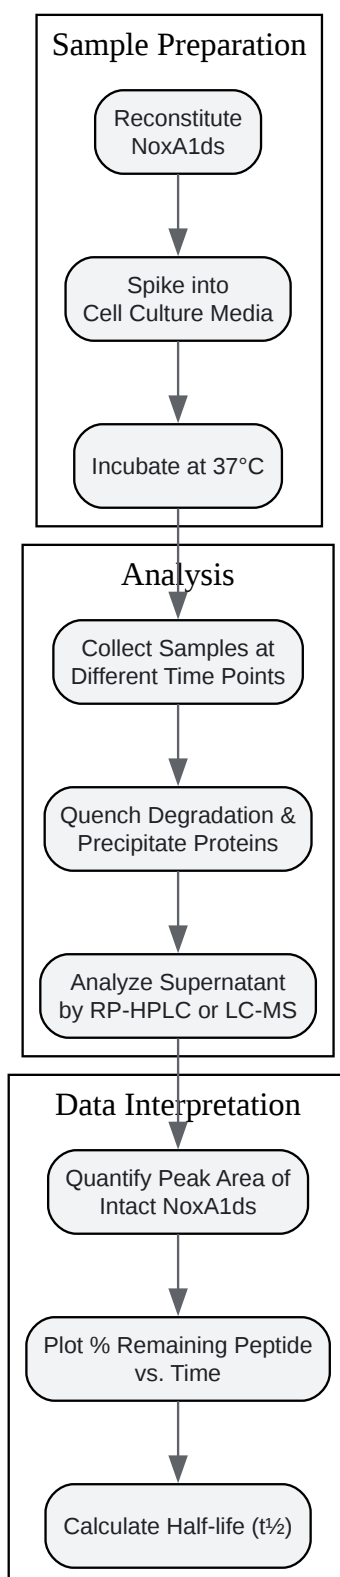 Sample Preparation
Reconstitute
NoxA1ds
Spike into
Cell Culture Media
Incubate at 37°C
Analysis
Collect Samples at
Different Time Points
Quench Degradation &
Precipitate Proteins
Analyze Supernatant
by RP-HPLC or LC-MS
Data Interpretation
Quantify Peak Area of
Intact NoxA1ds
Plot % Remaining Peptide
vs. Time
Calculate Half-life (t½)